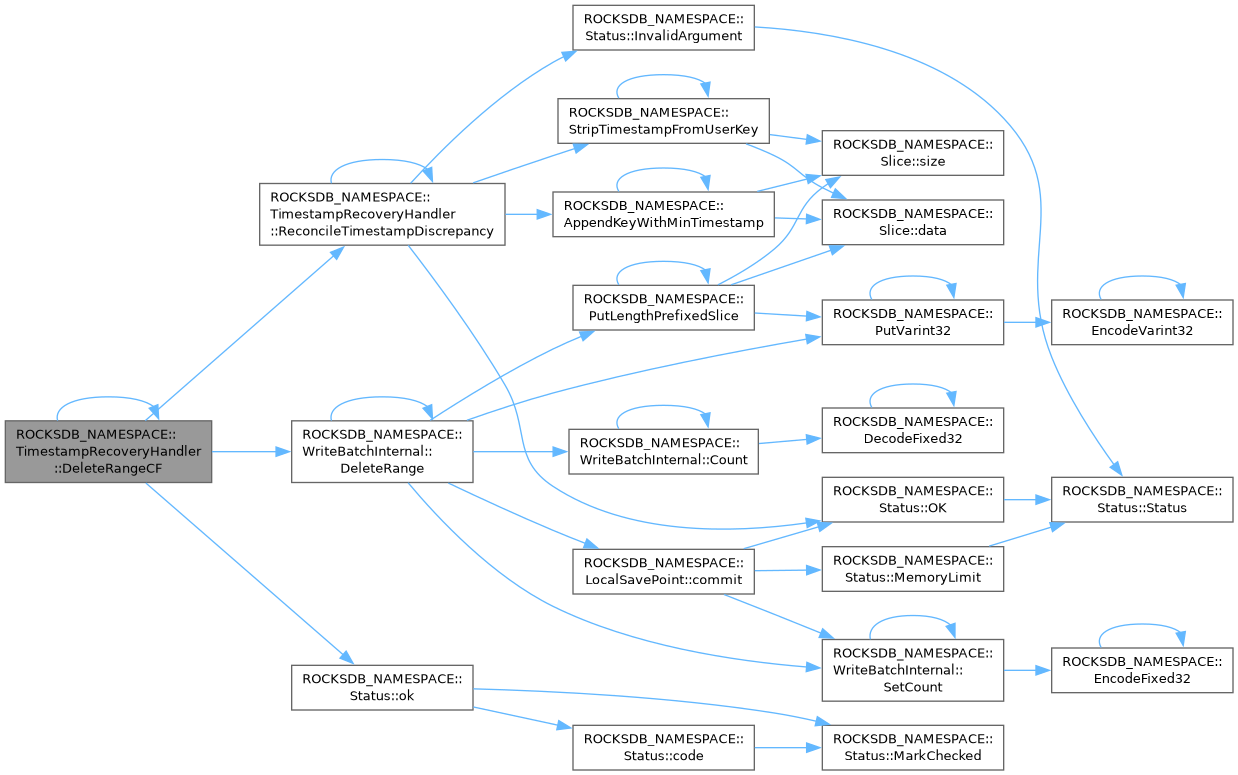 ROCKSDB_NAMESPACE::
Status::InvalidArgument
ROCKSDB_NAMESPACE::
StripTimestampFromUserKey
ROCKSDB_NAMESPACE::
Slice::size
ROCKSDB_NAMESPACE::
TimestampRecoveryHandler
::ReconcileTimestampDiscrepancy
ROCKSDB_NAMESPACE::
AppendKeyWithMinTimestamp
ROCKSDB_NAMESPACE::
Slice::data
ROCKSDB_NAMESPACE::
PutLengthPrefixedSlice
ROCKSDB_NAMESPACE::
PutVarint32
ROCKSDB_NAMESPACE::
EncodeVarint32
ROCKSDB_NAMESPACE::
TimestampRecoveryHandler
::DeleteRangeCF
ROCKSDB_NAMESPACE::
WriteBatchInternal::
DeleteRange
ROCKSDB_NAMESPACE::
WriteBatchInternal::Count
ROCKSDB_NAMESPACE::
DecodeFixed32
ROCKSDB_NAMESPACE::
Status::OK
ROCKSDB_NAMESPACE::
Status::Status
ROCKSDB_NAMESPACE::
LocalSavePoint::commit
ROCKSDB_NAMESPACE::
Status::MemoryLimit
ROCKSDB_NAMESPACE::
WriteBatchInternal::
SetCount
ROCKSDB_NAMESPACE::
EncodeFixed32
ROCKSDB_NAMESPACE::
Status::ok
ROCKSDB_NAMESPACE::
Status::code
ROCKSDB_NAMESPACE::
Status::MarkChecked